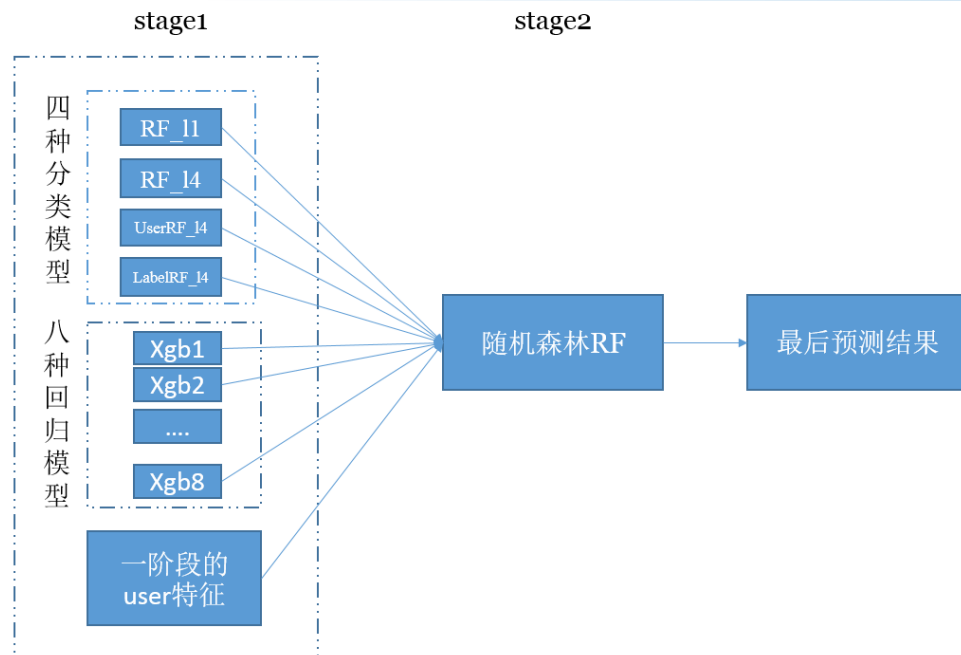 stage1
stage2
四种分类模型
RF_l1
RF_l4
UserRF_l4
LabelRF_l4
八种回归模型
Xgb1
Xgb2
....
Xgb8
一阶段的
user特征
随机森林RF
最后预测结果